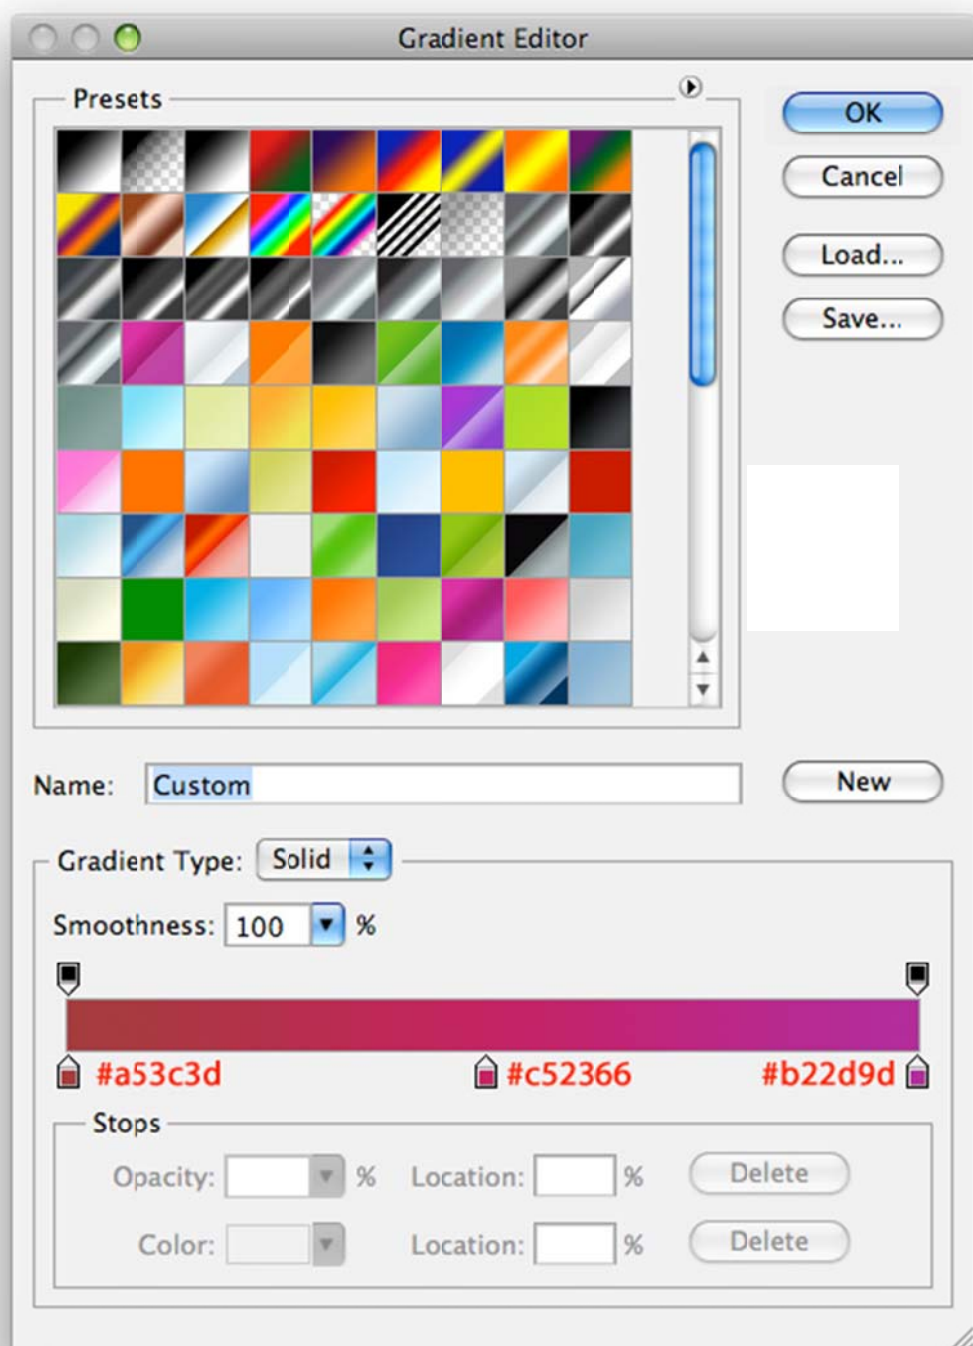 Gradient Editor
Presets
OK
Cancel
Load...
Save...
Name: Custom
New
Gradient Type: Solid
Smoothness: 100 %
#a53c3d #c52366 #b22d9d
Stops
Opacity: % Location: % Delete
Color: Location: % Delete